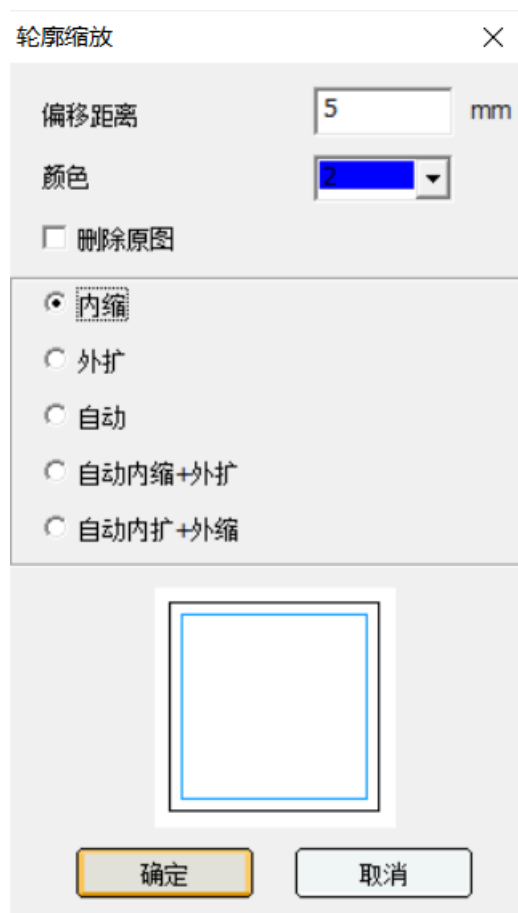 轮廓缩放
偏移距离 5 mm
颜色 2
删除原图
内缩
外扩
自动
自动内缩+外扩
自动内扩+外缩
确定 取消